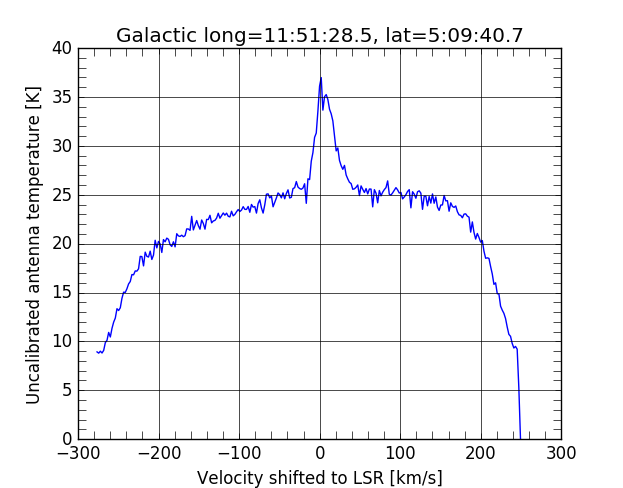 Galactic long=11:51:28.5, lat=5:09:40.7
40
35
30
25
20
15
10
5
0
−300 −200 −100 0 100 200 300
Uncalibrated antenna temperature [K]
Velocity shifted to LSR [km/s]